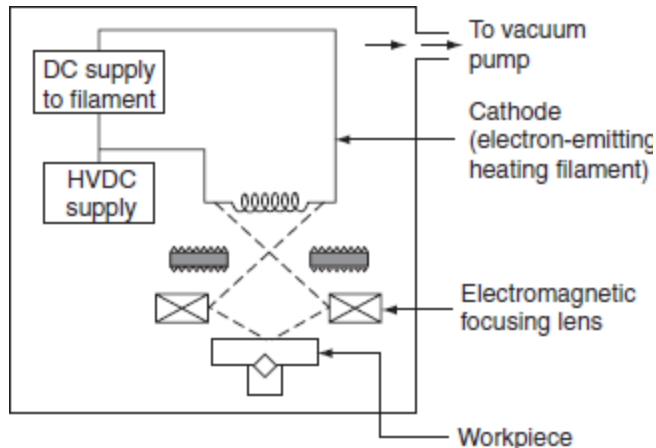 To vacuum
pump
DC supply
to filament
Cathode
(electron-emitting
heating filament)
HVDC
supply
Electromagnetic
focusing lens
Workpiece